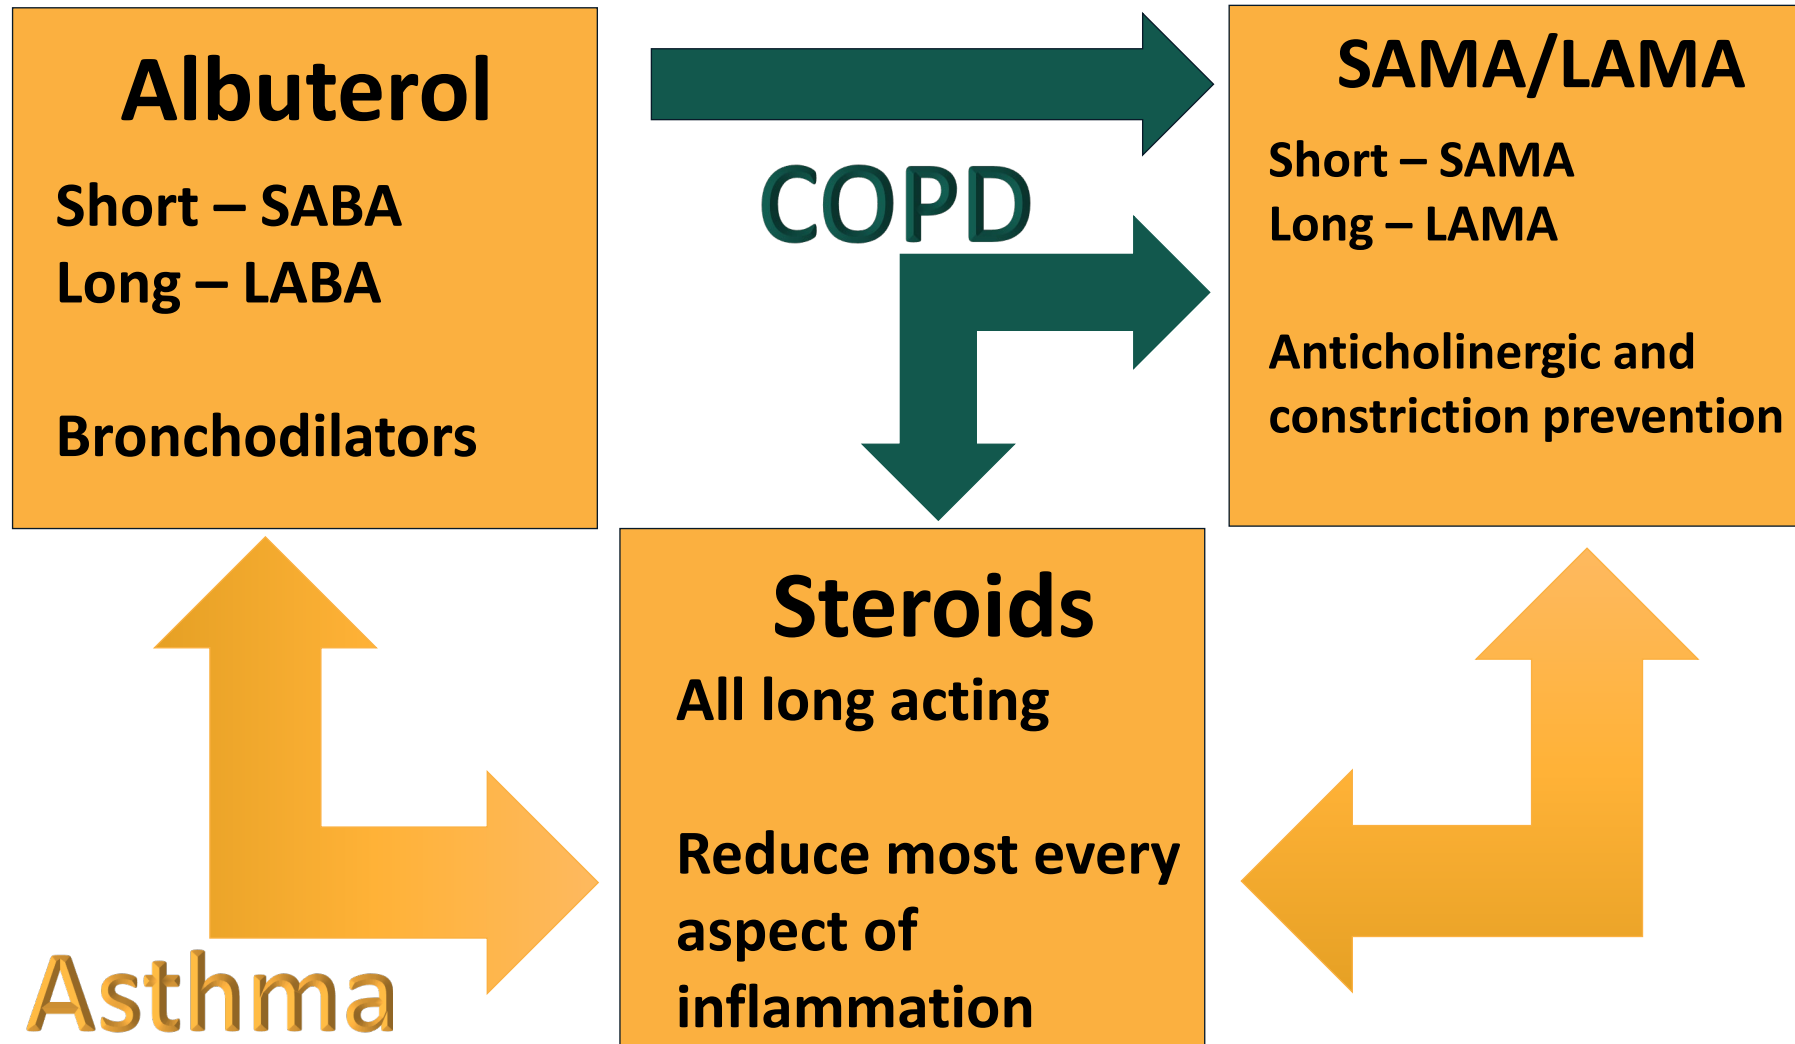 Albuterol
Short – SABA
Long – LABA
Bronchodilators
COPD
SAMA/LAMA
Short – SAMA
Long – LAMA
Anticholinergic and
constriction prevention
Steroids
All long acting
Reduce most every
aspect of
inflammation
Asthma